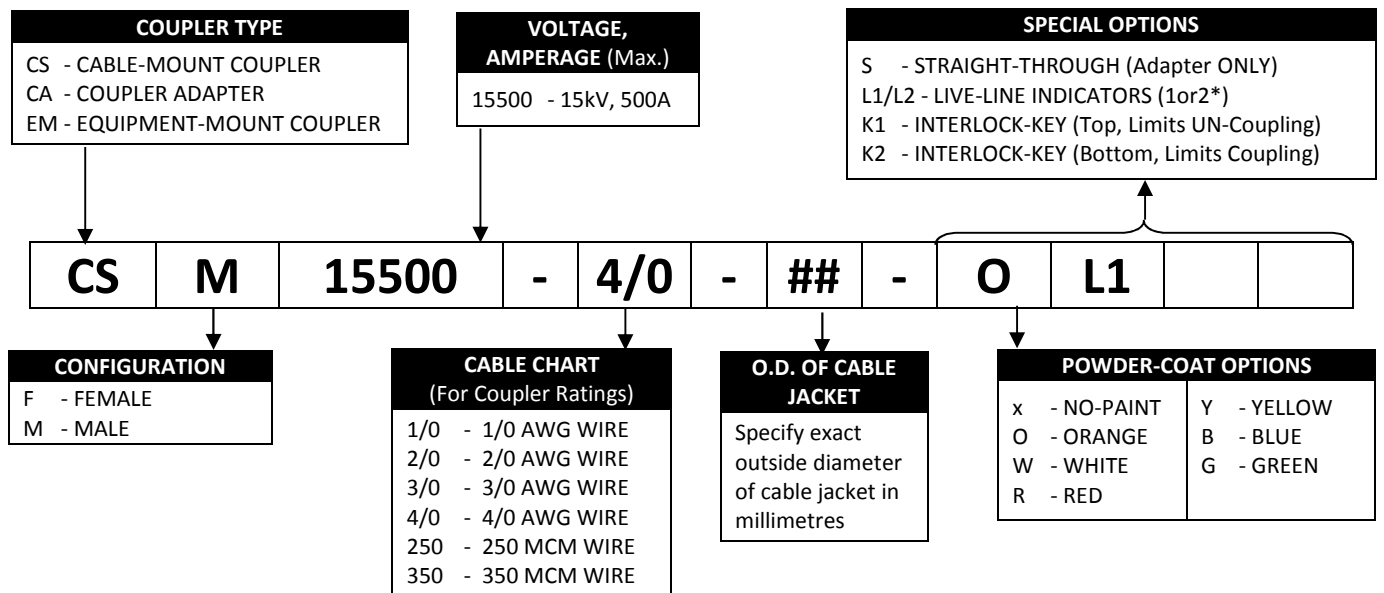 COUPLER TYPE
CS - CABLE-MOUNT COUPLER
CA - COUPLER ADAPTER
EM - EQUIPMENT-MOUNT COUPLER
VOLTAGE,
AMPERAGE (Max.)
15500 - 15kV, 500A
SPECIAL OPTIONS
S - STRAIGHT-THROUGH (Adapter ONLY)
L1/L2 - LIVE-LINE INDICATORS (1or2*)
K1 - INTERLOCK-KEY (Top, Limits UN-Coupling)
K2 - INTERLOCK-KEY (Bottom, Limits Coupling)
CS M 15500 - 4/0 - ## - O L1
CONFIGURATION
F - FEMALE
M - MALE
CABLE CHART
(For Coupler Ratings)
1/0 - 1/0 AWG WIRE
2/0 - 2/0 AWG WIRE
3/0 - 3/0 AWG WIRE
4/0 - 4/0 AWG WIRE
250 - 250 MCM WIRE
350 - 350 MCM WIRE
O.D. OF CABLE
JACKET
Specify exact
outside diameter
of cable jacket in
millimetres
POWDER-COAT OPTIONS
x - NO-PAINT
O - ORANGE
W - WHITE
R - RED
Y - YELLOW
B - BLUE
G - GREEN